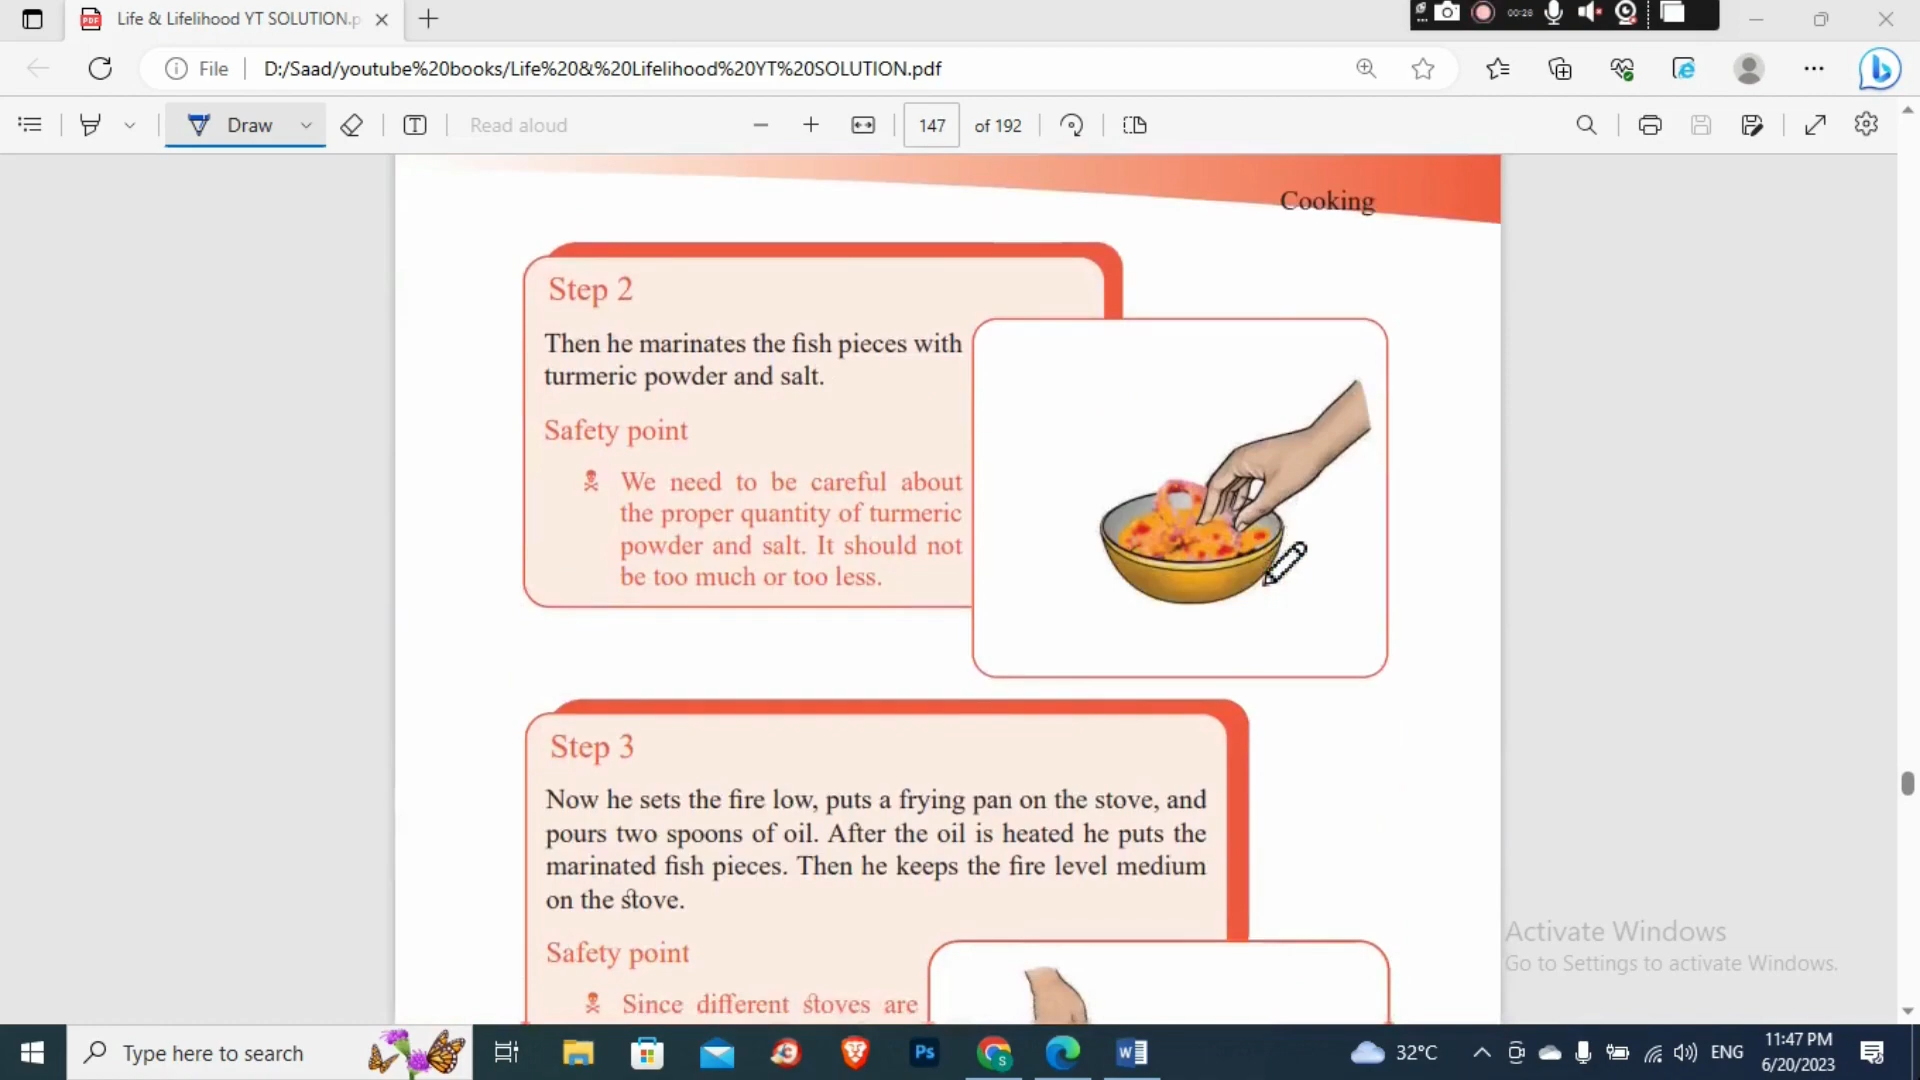 Life & Lifelihood YT SOLUTION.p
00:26
File
D:/Saad/youtube%20books/Life%20&%20Lifelihood%20YT%20SOLUTION.pdf
Draw
Read aloud
147
of 192
Cooking
Step 2
Then he marinates the fish pieces with
turmeric powder and salt.
Safety point
We need to be careful about
the proper quantity of turmeric
powder and salt. It should not
be too much or too less.
Step 3
Now he sets the fire low, puts a frying pan on the stove, and
pours two spoons of oil. After the oil is heated he puts the
marinated fish pieces. Then he keeps the fire level medium
on the stove.
Safety point
Since different stoves are
Activate Windows
Go to Settings to activate Windows.
Type here to search
Ps
32°C
ENG
11:47 PM
6/20/2023